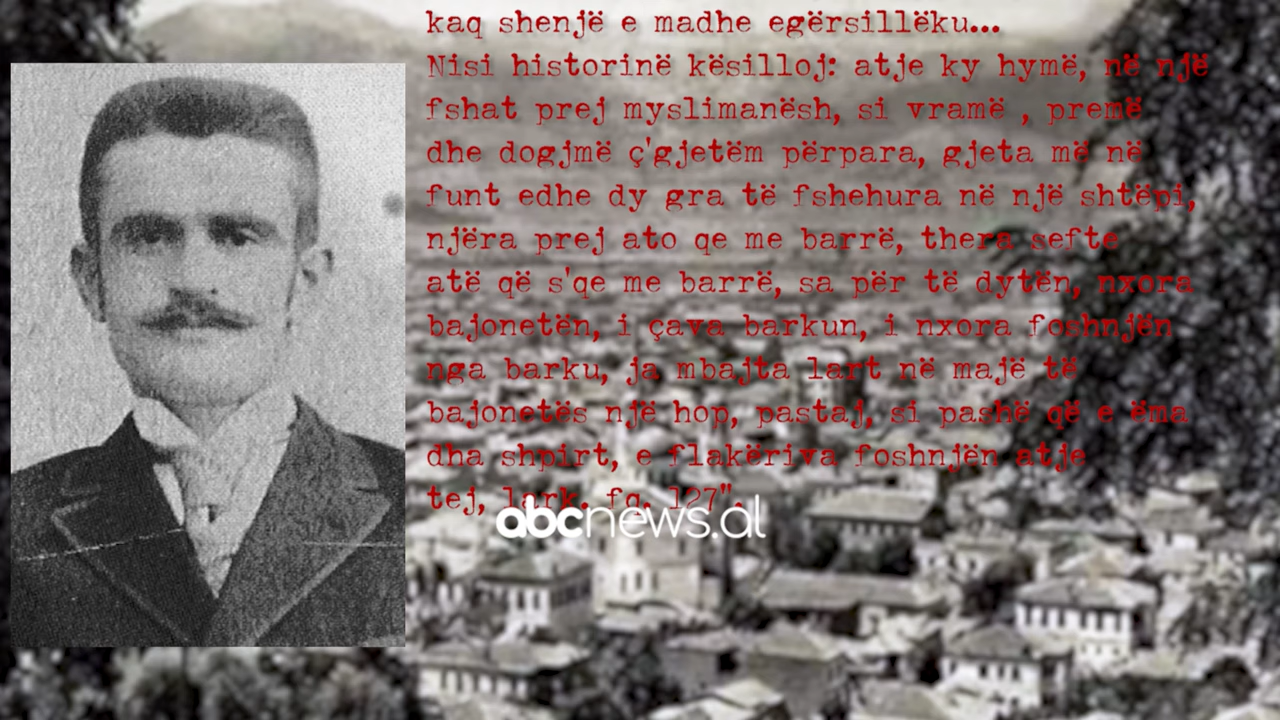 kaq shenjë e madhe egërsillëku...
Nisi historinë kësilloj: atje ky hymë, në një
fshat prej myslimanësh, si vramë , premë
dhe dogjmë ç'gjetëm përpara, gjeta më në
funt edhe dy gra të fshehura në një shtëpi,
njëra prej ato qe me barrë, thera sefte
atë që s'qe me barrë, sa për të dytën, nxora
bajonetën, i çava barkun, i nxora foshnjën
nga barku, ja mbajta lart në majë të
bajonetës një hop, pastaj, si pashë që e ëma
dha shpirt, e flakëriva foshnjën atje
tej, lark. fq. 127".
abcnews.al